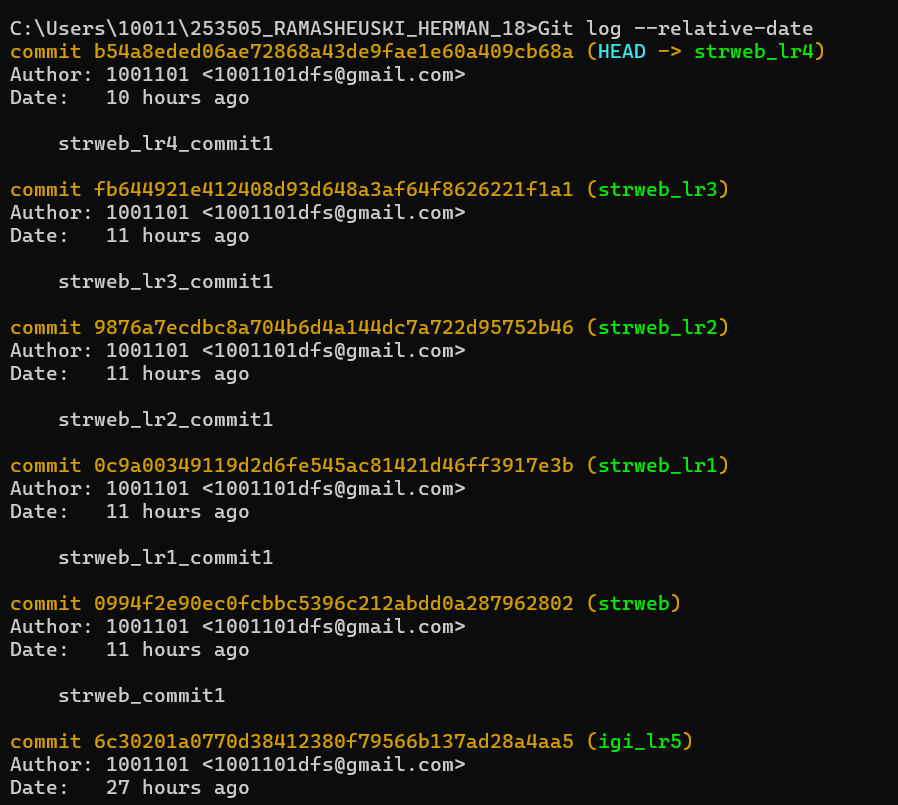 C:\Users\10011\253505_RAMASHEUSKI_HERMAN_18>Git log --relative-date
commit b54a8eded06ae72868a43de9fae1e60a409cb68a (HEAD -> strweb_lr4)
Author: 1001101 <1001101dfs@gmail.com>
Date:   10 hours ago
    strweb_lr4_commit1
commit fb644921e412408d93d648a3af64f8626221f1a1 (strweb_lr3)
Author: 1001101 <1001101dfs@gmail.com>
Date:   11 hours ago
    strweb_lr3_commit1
commit 9876a7ecdbc8a704b6d4a144dc7a722d95752b46 (strweb_lr2)
Author: 1001101 <1001101dfs@gmail.com>
Date:   11 hours ago
    strweb_lr2_commit1
commit 0c9a00349119d2d6fe545ac81421d46ff3917e3b (strweb_lr1)
Author: 1001101 <1001101dfs@gmail.com>
Date:   11 hours ago
    strweb_lr1_commit1
commit 0994f2e90ec0fcbbc5396c212abdd0a287962802 (strweb)
Author: 1001101 <1001101dfs@gmail.com>
Date:   11 hours ago
    strweb_commit1
commit 6c30201a0770d38412380f79566b137ad28a4aa5 (igi_lr5)
Author: 1001101 <1001101dfs@gmail.com>
Date:   27 hours ago